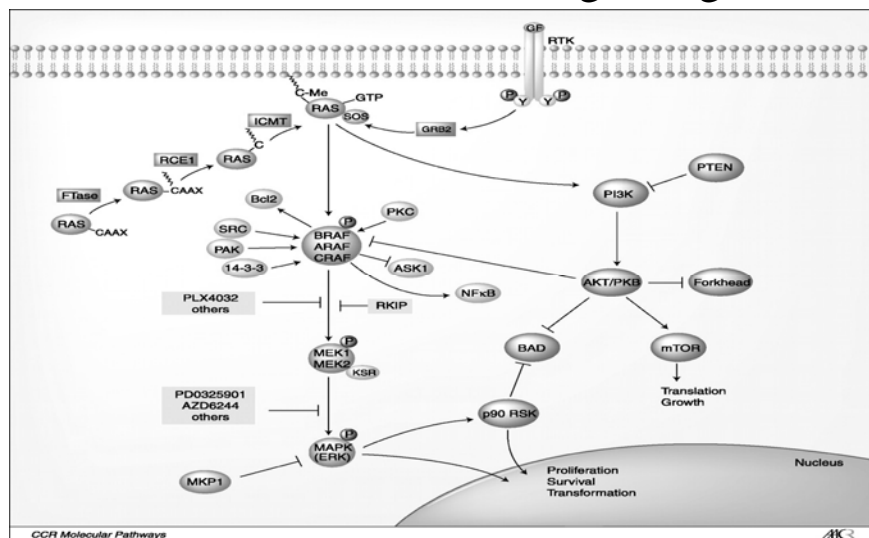 GF
RTK
C-Me
GTP
RAS
SOS
P
Y
Y
P
GRB2
ICMT
C
RAS
RCE1
RAS
CAAX
FTase
RAS
CAAX
PTEN
PI3K
Bcl2
PKC
P
SRC
BRAF
PAK
ARAF
14-3-3
CRAF
ASK1
NFκB
AKT/PKB
Forkhead
PLX4032
others
RKIP
P
MEK1
MEK2
KSR
BAD
mTOR
Translation
Growth
PD0325901
AZD6244
others
p90 RSK
P
MAPK
(ERK)
MKP1
Proliferation
Survival
Transformation
Nucleus
CCR Molecular Pathways